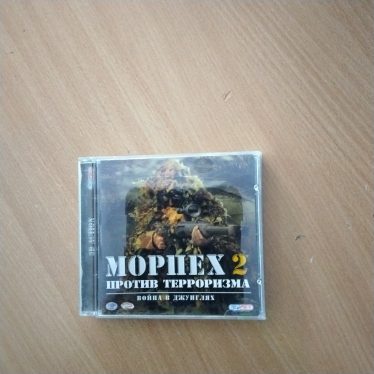 МОРПЕХ 2
ПРОТИВ ТЕРРОРИЗМА
ВОЙНА В ДЖУНГЛЯХ